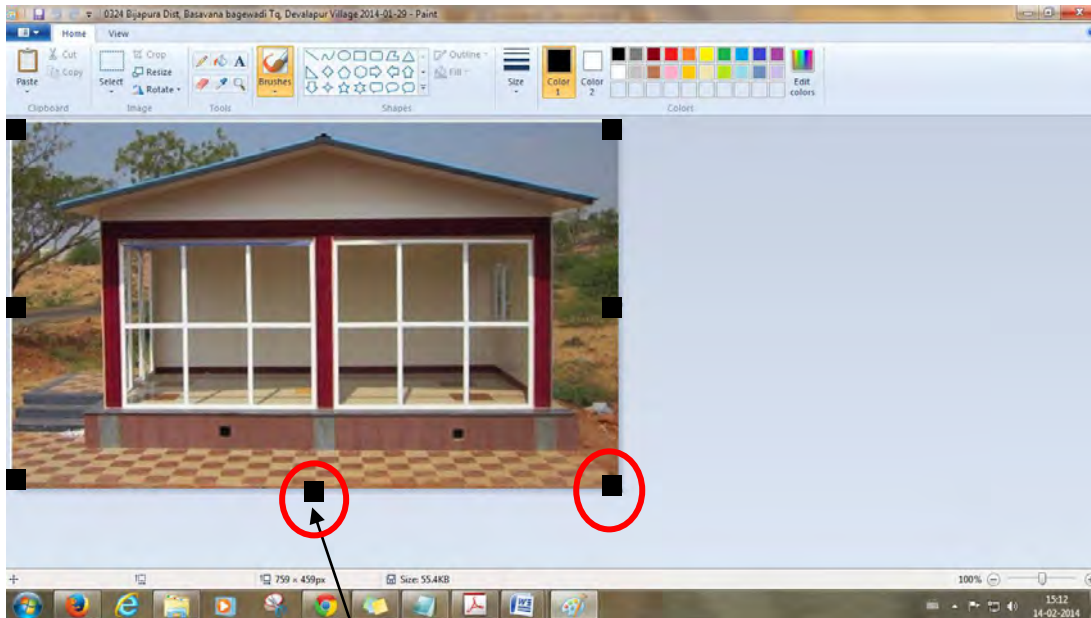 0324 Bijapura Dist, Basavana bagewadi Tq, Devalapur Village 2014-01-29 - Paint
Home View
Paste
Cut
Copy
Clipboard
Select
Crop
Resize
Rotate
Image
A
Tools
Brushes
Outline
Fill
Shapes
Size
Color
1
Color
2
Edit
colors
Colors
759 × 459px
Size: 55.4KB
100%
W
15:12
14-02-2014